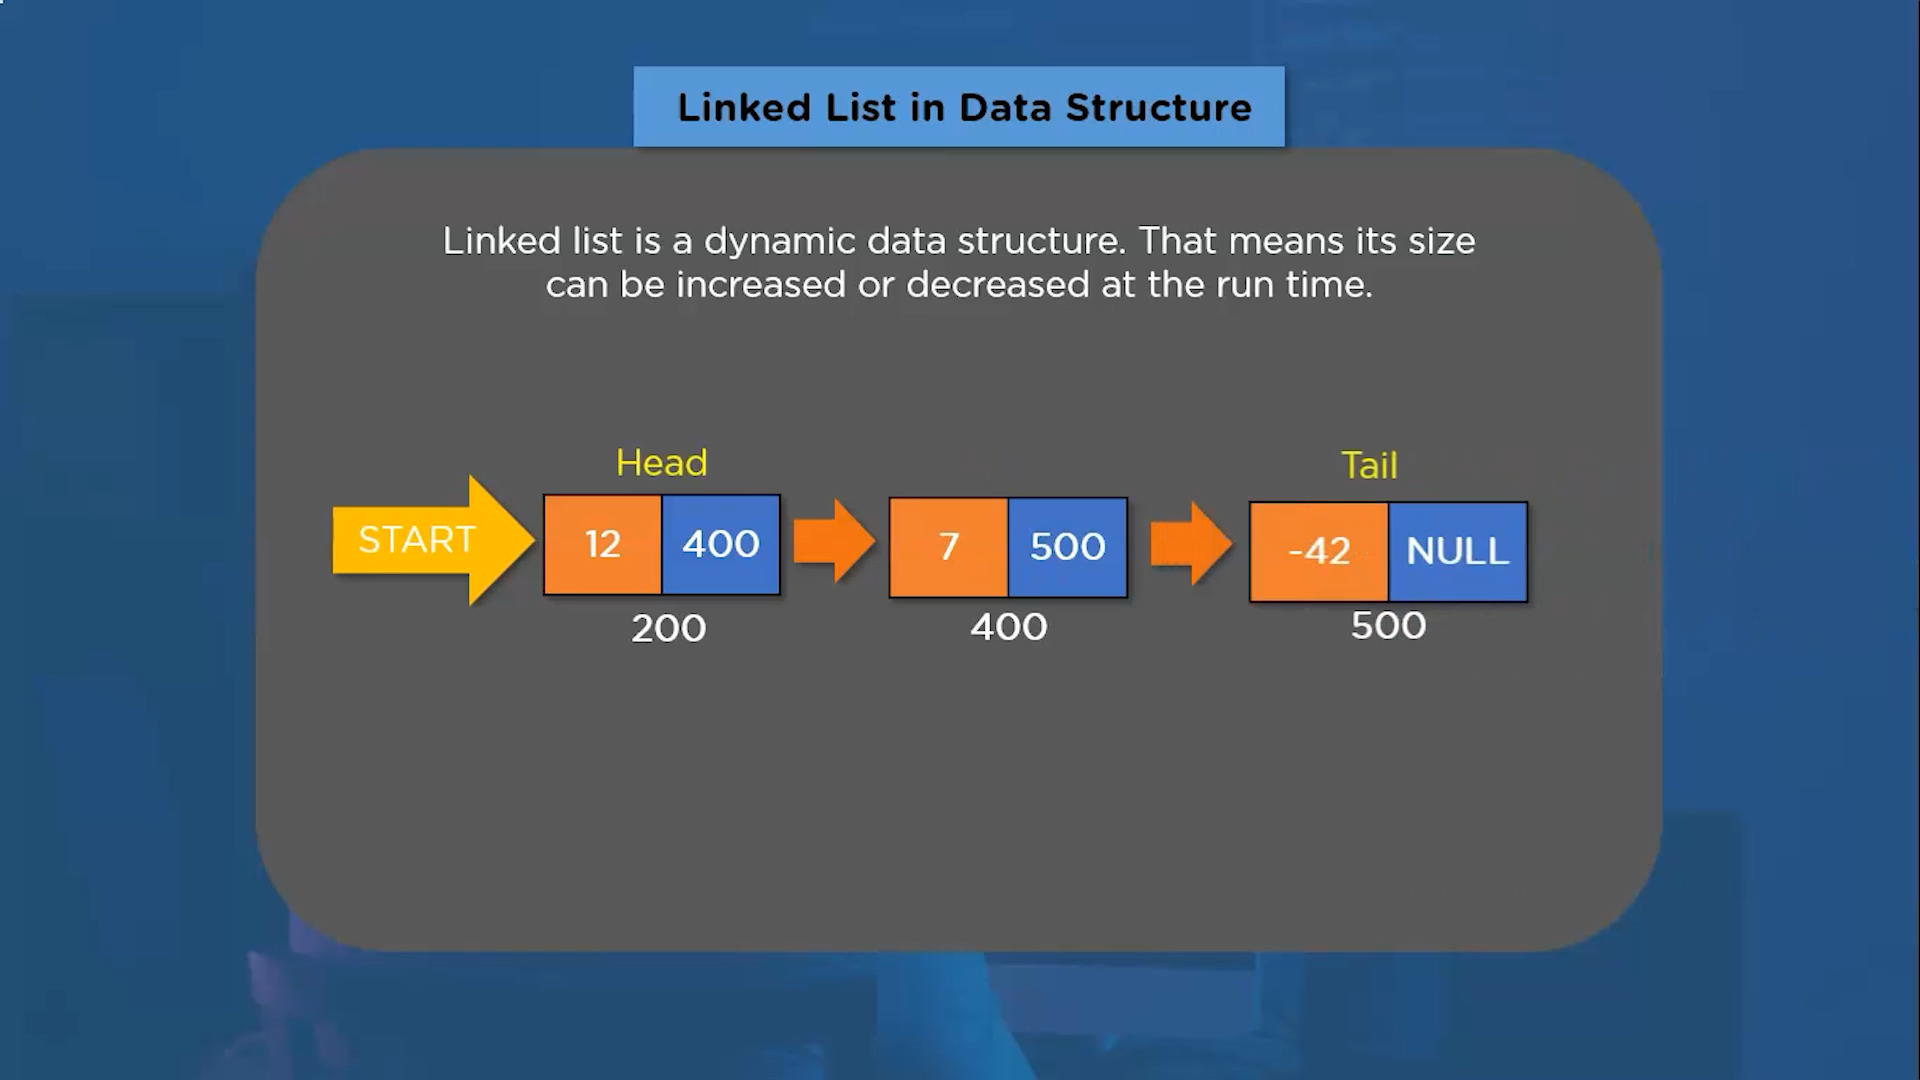 Linked List in Data Structure
Linked list is a dynamic data structure. That means its size
can be increased or decreased at the run time.
Head
Tail
START
12 400
7 500
-42 NULL
200
400
500